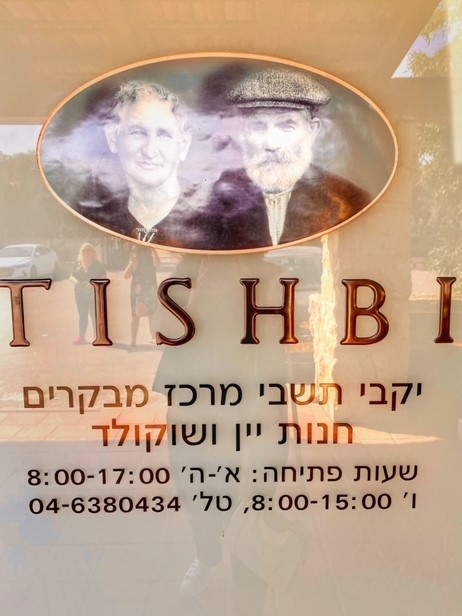 TISHBI
יקבי תשבי מרכז מבקרים
חנות יין ושוקולד
שעות פתיחה: א׳-ה׳ 8:00-17:00
ו׳ 8:00-15:00, טל׳ 04-6380434